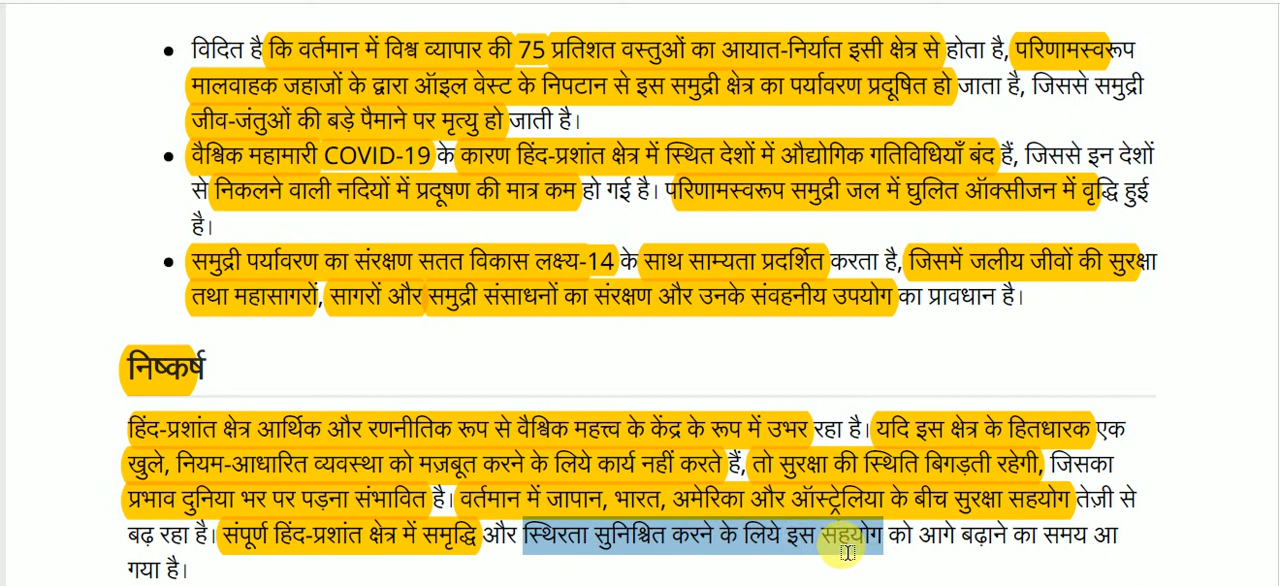 विदित है कि वर्तमान में विश्व व्यापार की 75 प्रतिशत वस्तुओं का आयात-निर्यात इसी क्षेत्र से होता है, परिणामस्वरूप
मालवाहक जहाजों के द्वारा ऑइल वेस्ट के निपटान से इस समुद्री क्षेत्र का पर्यावरण प्रदूषित हो जाता है, जिससे समुद्री
जीव-जंतुओं की बड़े पैमाने पर मृत्यु हो जाती है।
वैश्विक महामारी COVID-19 के कारण हिंद-प्रशांत क्षेत्र में स्थित देशों में औद्योगिक गतिविधियाँ बंद हैं, जिससे इन देशों
से निकलने वाली नदियों में प्रदूषण की मात्र कम हो गई है। परिणामस्वरूप समुद्री जल में घुलित ऑक्सीजन में वृद्धि हुई
है।
समुद्री पर्यावरण का संरक्षण सतत विकास लक्ष्य-14 के साथ साम्यता प्रदर्शित करता है, जिसमें जलीय जीवों की सुरक्षा
तथा महासागरों, सागरों और समुद्री संसाधनों का संरक्षण और उनके संवहनीय उपयोग का प्रावधान है।
निष्कर्ष
हिंद-प्रशांत क्षेत्र आर्थिक और रणनीतिक रूप से वैश्विक महत्त्व के केंद्र के रूप में उभर रहा है। यदि इस क्षेत्र के हितधारक एक
खुले, नियम-आधारित व्यवस्था को मज़बूत करने के लिये कार्य नहीं करते हैं, तो सुरक्षा की स्थिति बिगड़ती रहेगी, जिसका
प्रभाव दुनिया भर पर पड़ना संभावित है। वर्तमान में जापान, भारत, अमेरिका और ऑस्ट्रेलिया के बीच सुरक्षा सहयोग तेज़ी से
बढ़ रहा है। संपूर्ण हिंद-प्रशांत क्षेत्र में समृद्धि और स्थिरता सुनिश्चित करने के लिये इस सहयोग को आगे बढ़ाने का समय आ
गया है।